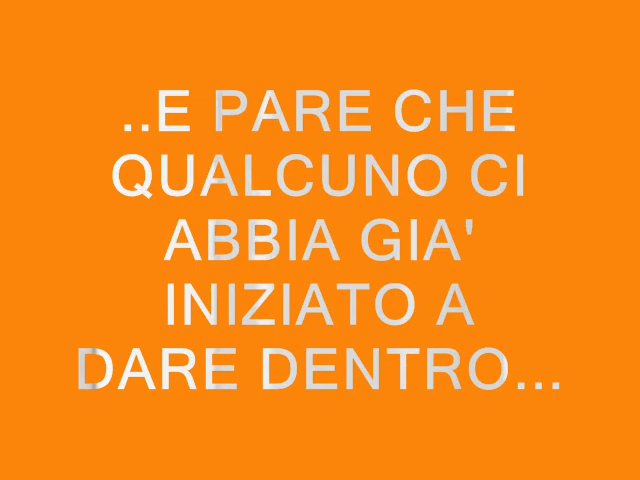 ..E PARE CHE
QUALCUNO CI
ABBIA GIA'
INIZIATO A
DARE DENTRO...